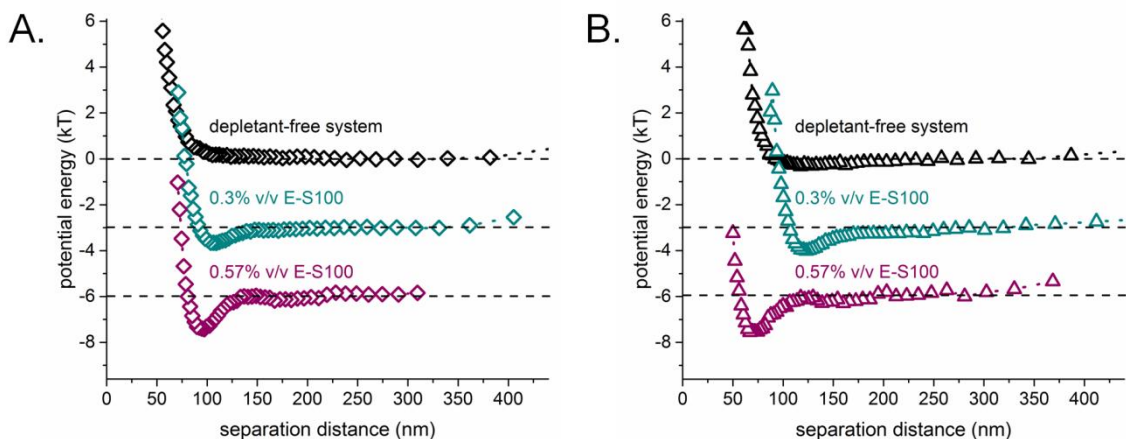 A.
6
4
2
0
-2
-4
-6
-8
potential energy (kT)
depletant-free system
0.3% v/v E-S100
0.57% v/v E-S100
0 50 100 150 200 250 300 350 400
separation distance (nm)
B.
6
4
2
0
-2
-4
-6
-8
potential energy (kT)
depletant-free system
0.3% v/v E-S100
0.57% v/v E-S100
0 50 100 150 200 250 300 350 400
separation distance (nm)